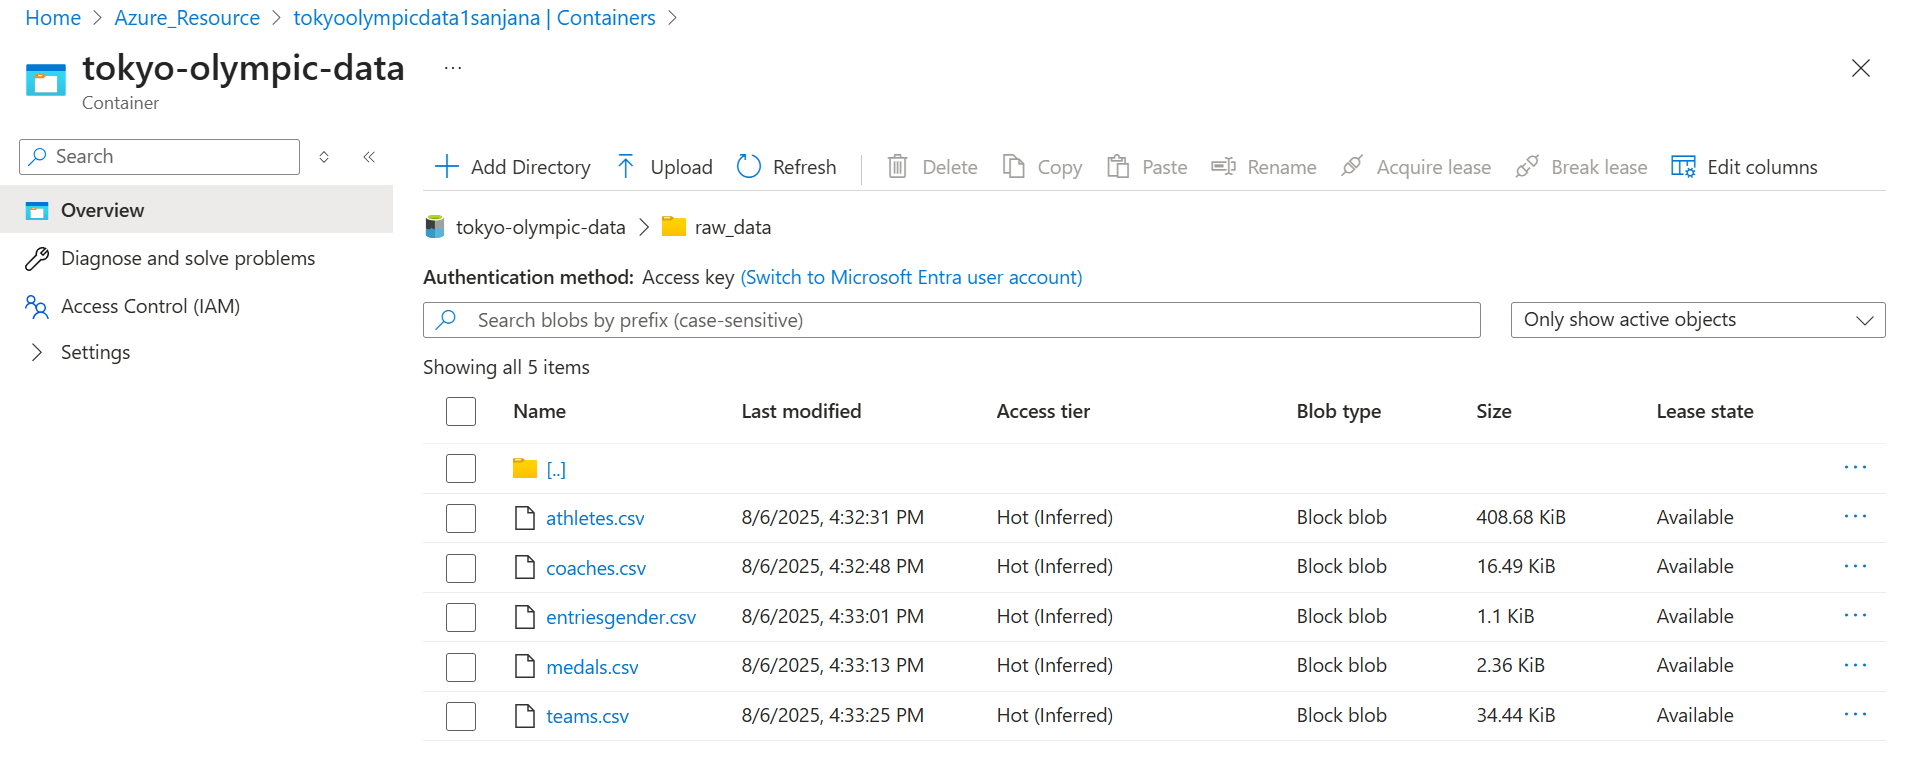 Home > Azure_Resource > tokyoolympicdata1sanjana | Containers >
tokyo-olympic-data ...
Container
Search
Overview
Diagnose and solve problems
Access Control (IAM)
Settings
Add Directory Upload Refresh Delete Copy Paste Rename Acquire lease Break lease Edit columns
tokyo-olympic-data > raw_data
Authentication method: Access key (Switch to Microsoft Entra user account)
Search blobs by prefix (case-sensitive) Only show active objects
Showing all 5 items
Name Last modified Access tier Blob type Size Lease state
[..] ...
athletes.csv 8/6/2025, 4:32:31 PM Hot (Inferred) Block blob 408.68 KiB Available ...
coaches.csv 8/6/2025, 4:32:48 PM Hot (Inferred) Block blob 16.49 KiB Available ...
entriesgender.csv 8/6/2025, 4:33:01 PM Hot (Inferred) Block blob 1.1 KiB Available ...
medals.csv 8/6/2025, 4:33:13 PM Hot (Inferred) Block blob 2.36 KiB Available ...
teams.csv 8/6/2025, 4:33:25 PM Hot (Inferred) Block blob 34.44 KiB Available ...